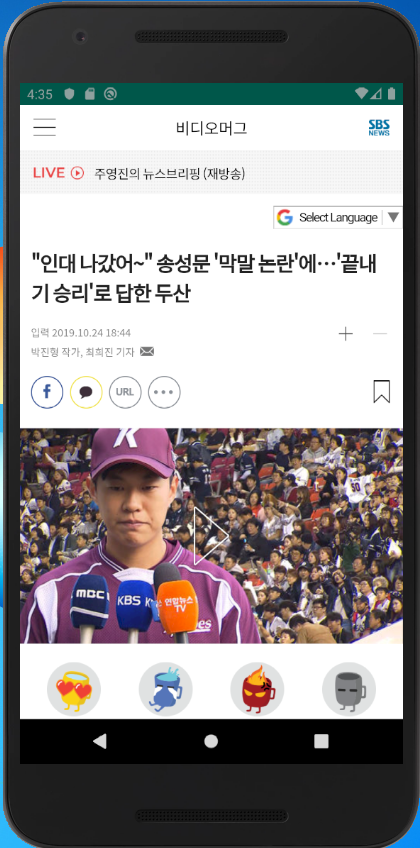 4:35
비디오머그
SBS
NEWS
LIVE 주영진의 뉴스브리핑 (재방송)
G Select Language ▼
"인대 나갔어~" 송성문 '막말 논란'에…'끝내
기 승리'로 답한 두산
입력 2019.10.24 18:44
박진형 작가, 최희진 기자
f URL
K
MBC KBS 연합뉴스
TV
es